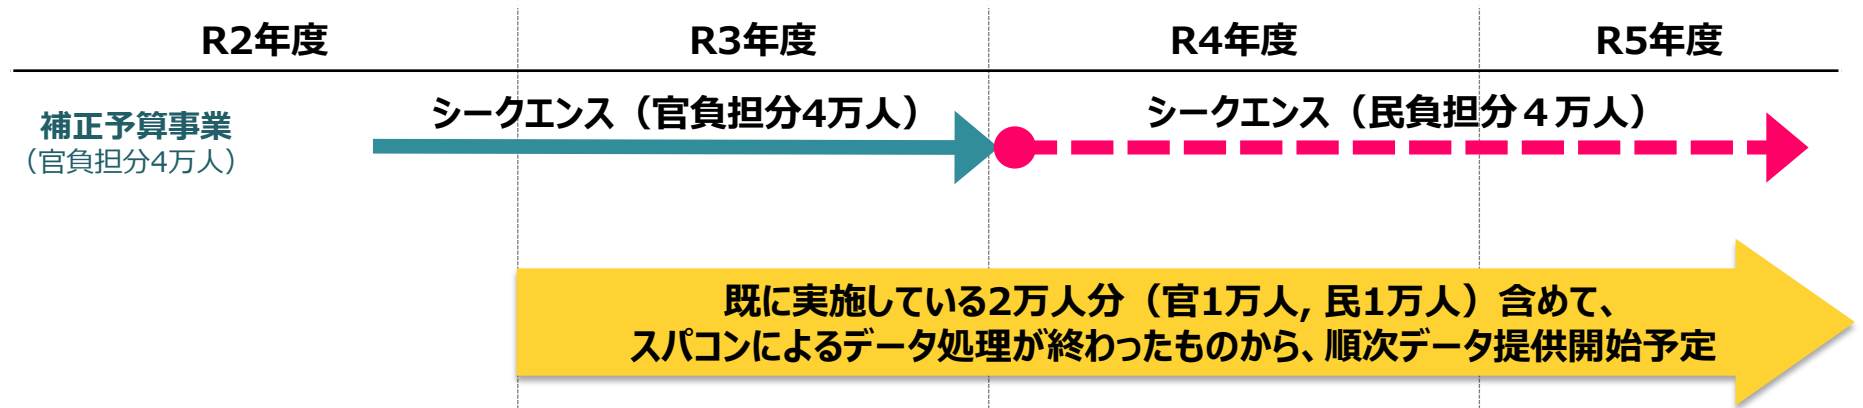 R2年度
R3年度
R4年度
R5年度
補正予算事業
（官負担分4万人）
シークエンス（官負担分4万人）
シークエンス（民負担分４万人）
既に実施している2万人分（官1万人, 民1万人）含めて、
スパコンによるデータ処理が終わったものから、順次データ提供開始予定